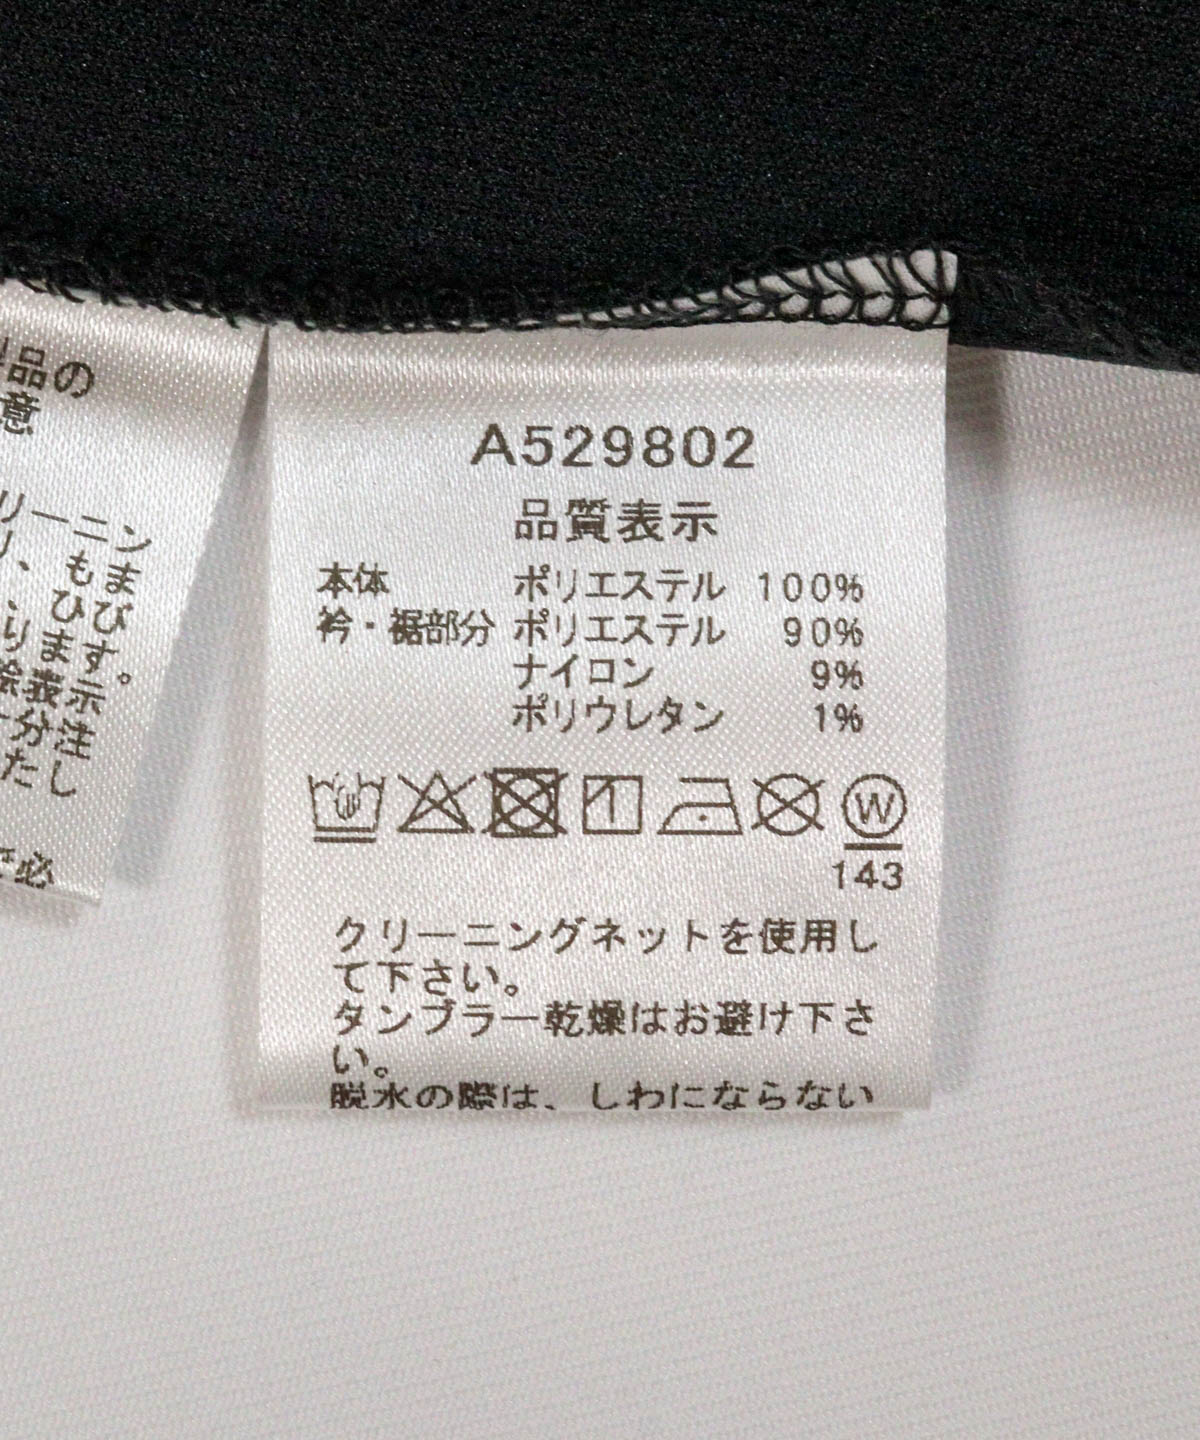 A529802
品質表示
本体 ポリエステル 100%
衿・裾部分 ポリエステル 90%
ナイロン 9%
ポリウレタン 1%
W
143
クリーニングネットを使用し
て下さい。
タンブラー乾燥はお避け下さ
い。
脱水の際は、しわにならない
品の
意
リーニン
もま
ひび
ります
表示
分注
たし
必